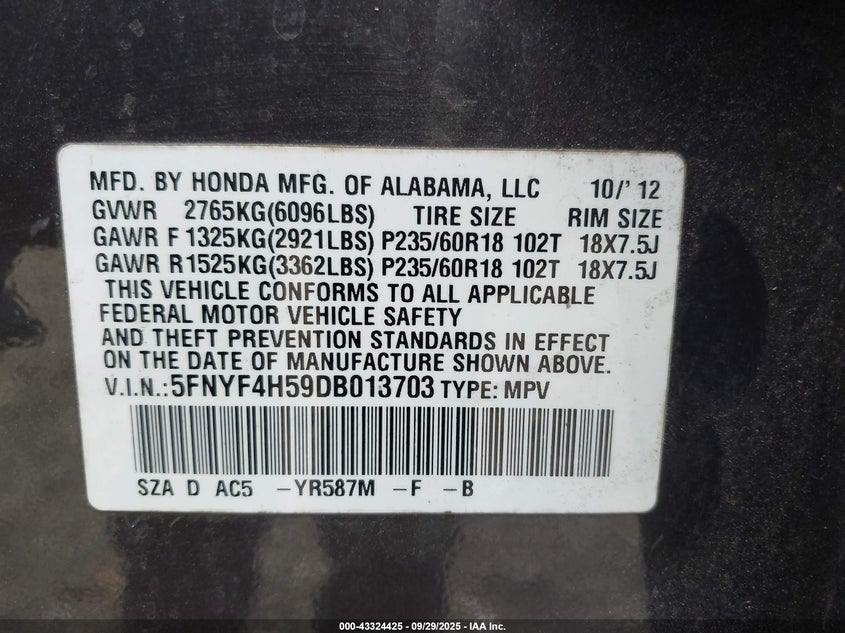 MFD. BY HONDA MFG. OF ALABAMA, LLC 10/'12
GVWR 2765KG(6096LBS) TIRE SIZE RIM SIZE
GAWR F 1325KG(2921LBS) P235/60R18 102T 18X7.5J
GAWR R1525KG(3362LBS) P235/60R18 102T 18X7.5J
THIS VEHICLE CONFORMS TO ALL APPLICABLE
FEDERAL MOTOR VEHICLE SAFETY
AND THEFT PREVENTION STANDARDS IN EFFECT
ON THE DATE OF MANUFACTURE SHOWN ABOVE.
V.I.N.:5FNYF4H59DB013703 TYPE: MPV
SZA D AC5 -YR587M -F -B
000-43324425 - 09/29/2025 - IAA Inc.